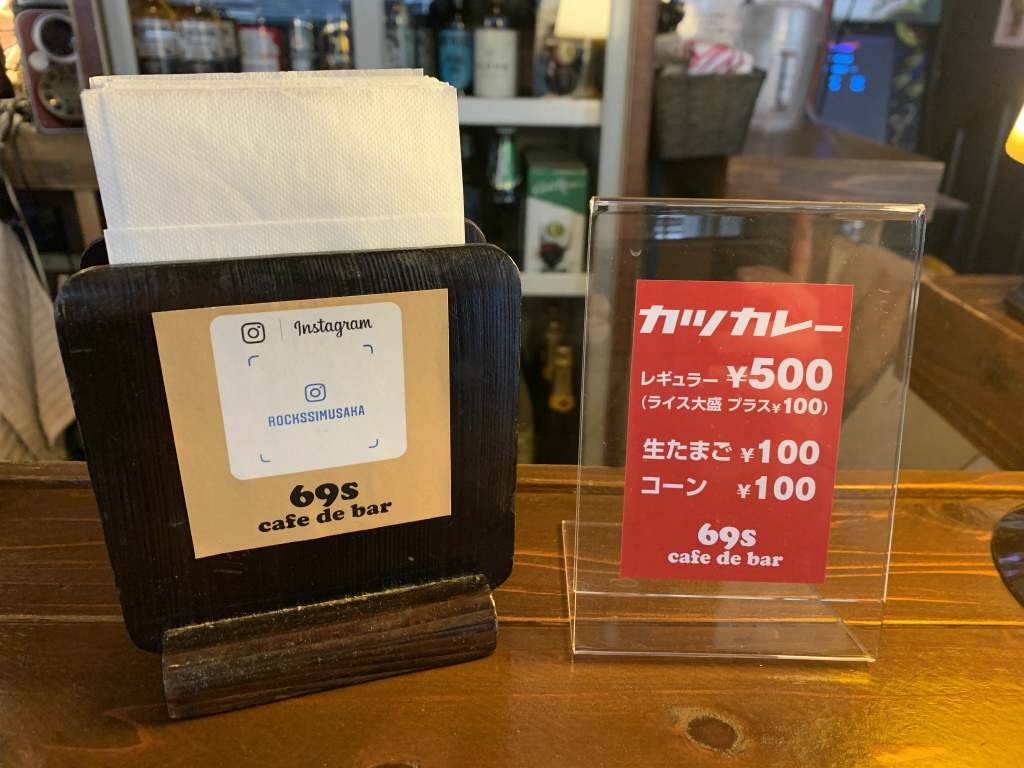 Instagram
ROCKSSIMUSAKA
69s
cafe de bar
カツカレー
レギュラー ¥500
(ライス大盛 プラス¥100)
生たまご ¥100
コーン ¥100
69s
cafe de bar